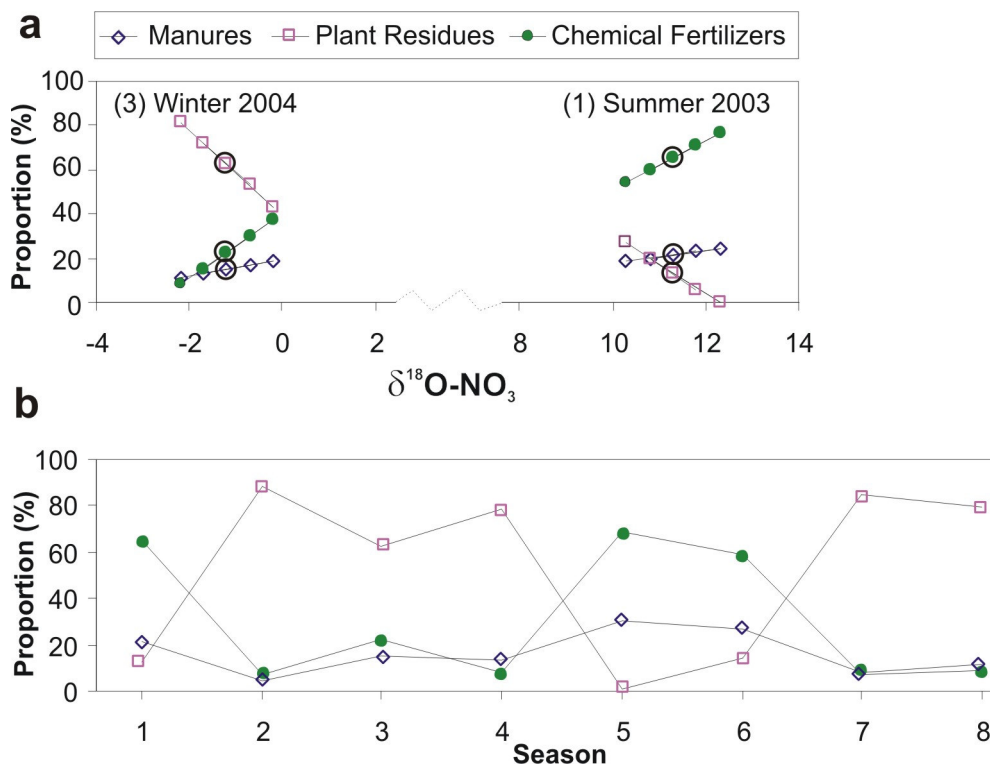 a
Manures Plant Residues Chemical Fertilizers
Proportion (%)
100
80
60
40
20
0
(3) Winter 2004 (1) Summer 2003
-4 -2 0 2 8 10 12 14
δ¹⁸O-NO₃
b
Proportion (%)
100
80
60
40
20
0
1 2 3 4 5 6 7 8
Season